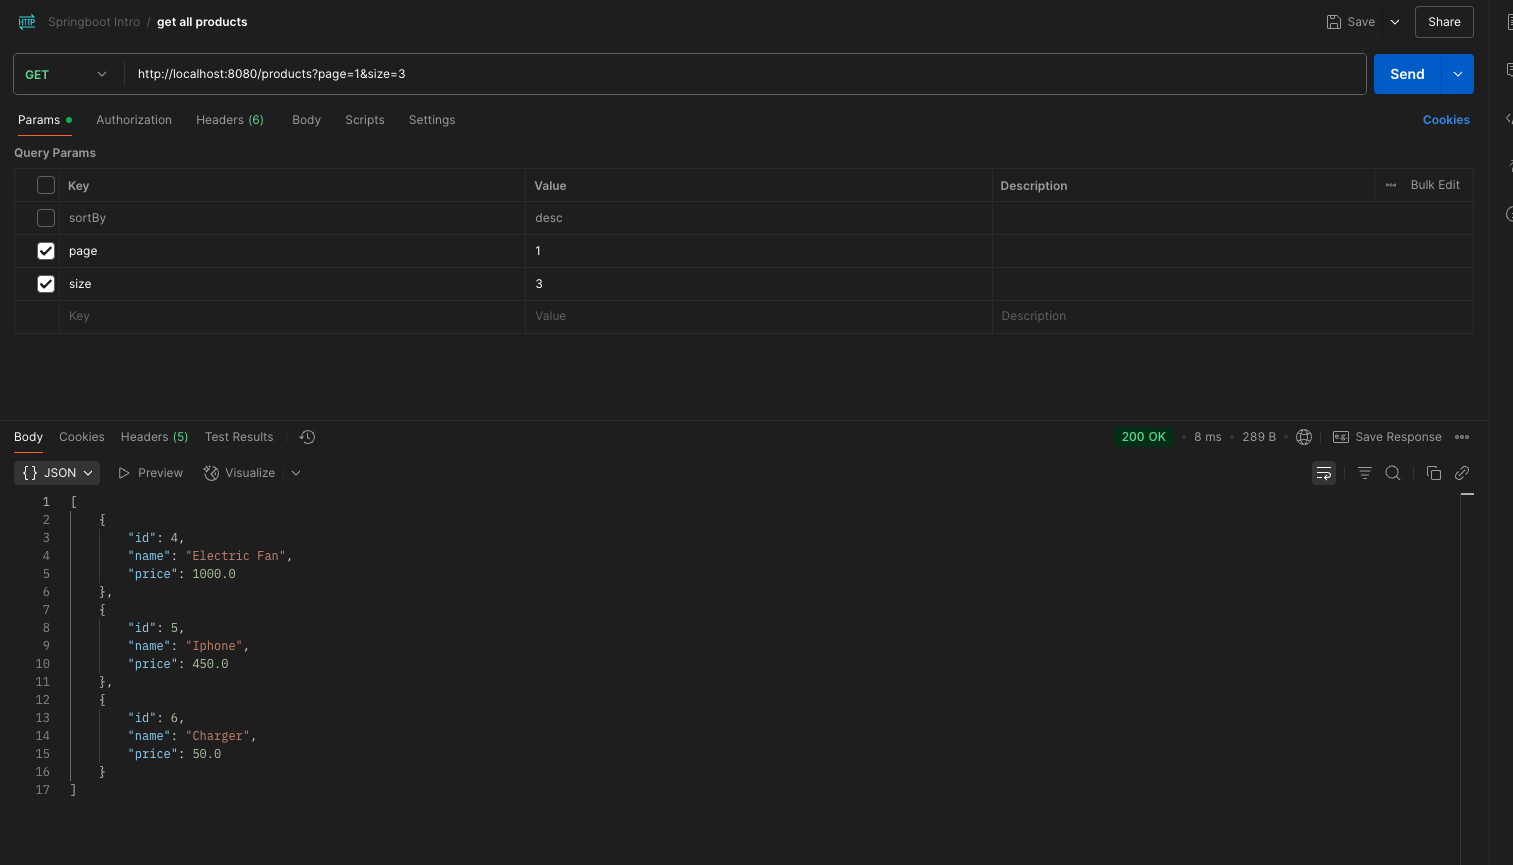 HTTP Springboot Intro / get all products Save Share
GET http://localhost:8080/products?page=1&size=3 Send
Params Authorization Headers (6) Body Scripts Settings Cookies
Query Params
Key Value Description Bulk Edit
sortBy desc
page 1
size 3
Key Value Description
Body Cookies Headers (5) Test Results 200 OK • 8 ms • 289 B • Save Response
{} JSON Preview Visualize
1 [
2 {
3 "id": 4,
4 "name": "Electric Fan",
5 "price": 1000.0
6 },
7 {
8 "id": 5,
9 "name": "Iphone",
10 "price": 450.0
11 },
12 {
13 "id": 6,
14 "name": "Charger",
15 "price": 50.0
16 }
17 ]